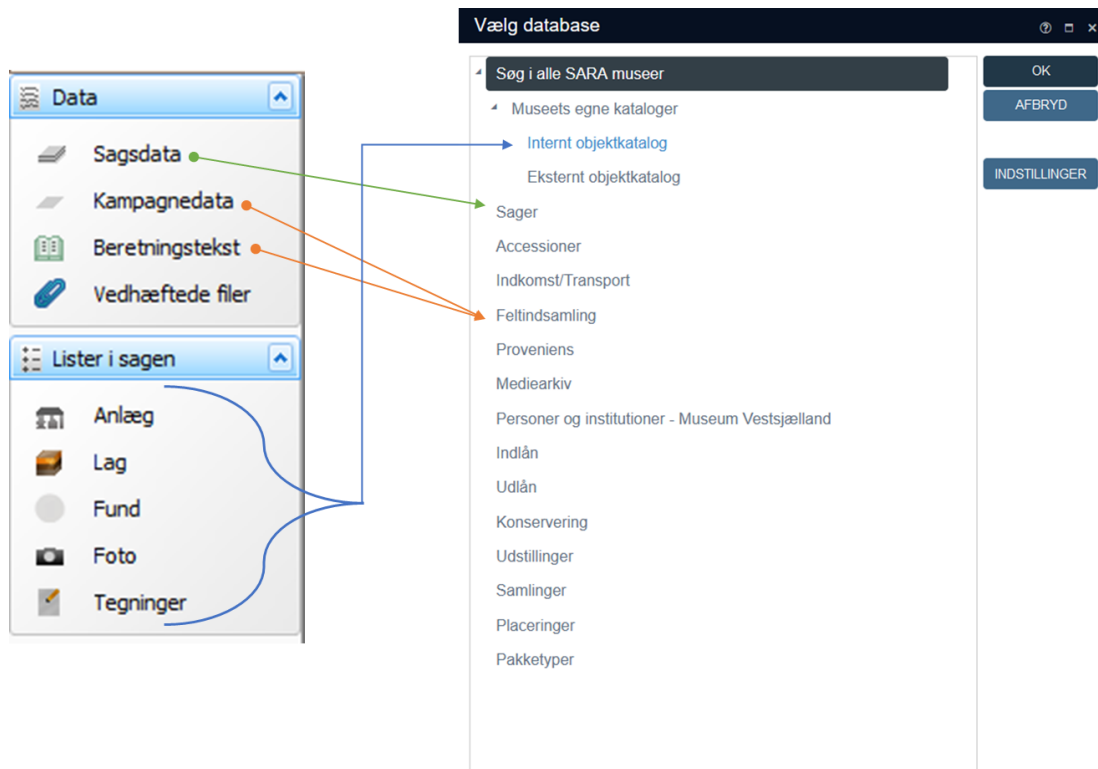 Data
Sagsdata
Kampagnedata
Beretningstekst
Vedhæftede filer
Lister i sagen
Anlæg
Lag
Fund
Foto
Tegninger
Vælg database
Søg i alle SARA museer
Museets egne kataloger
Internt objektkatalog
Eksternt objektkatalog
Sager
Accessioner
Indkomst/Transport
Feltindsamling
Proveniens
Mediearkiv
Personer og institutioner - Museum Vestsjælland
Indlån
Udlån
Konservering
Udstillinger
Samlinger
Placeringer
Pakketyper
OK
AFBRYD
INDSTILLINGER